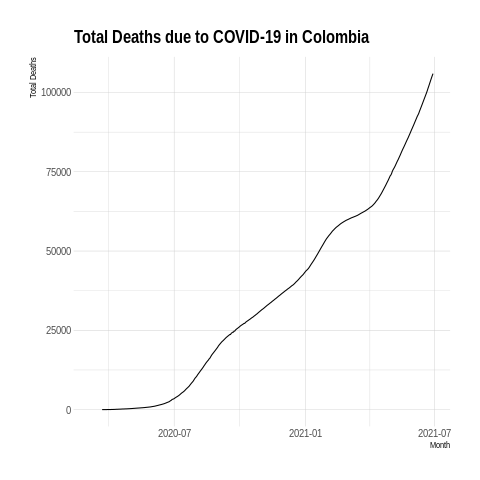 Total Deaths due to COVID-19 in Colombia
Total Deaths
100000
75000
50000
25000
0
2020-07
2021-01
2021-07
Month